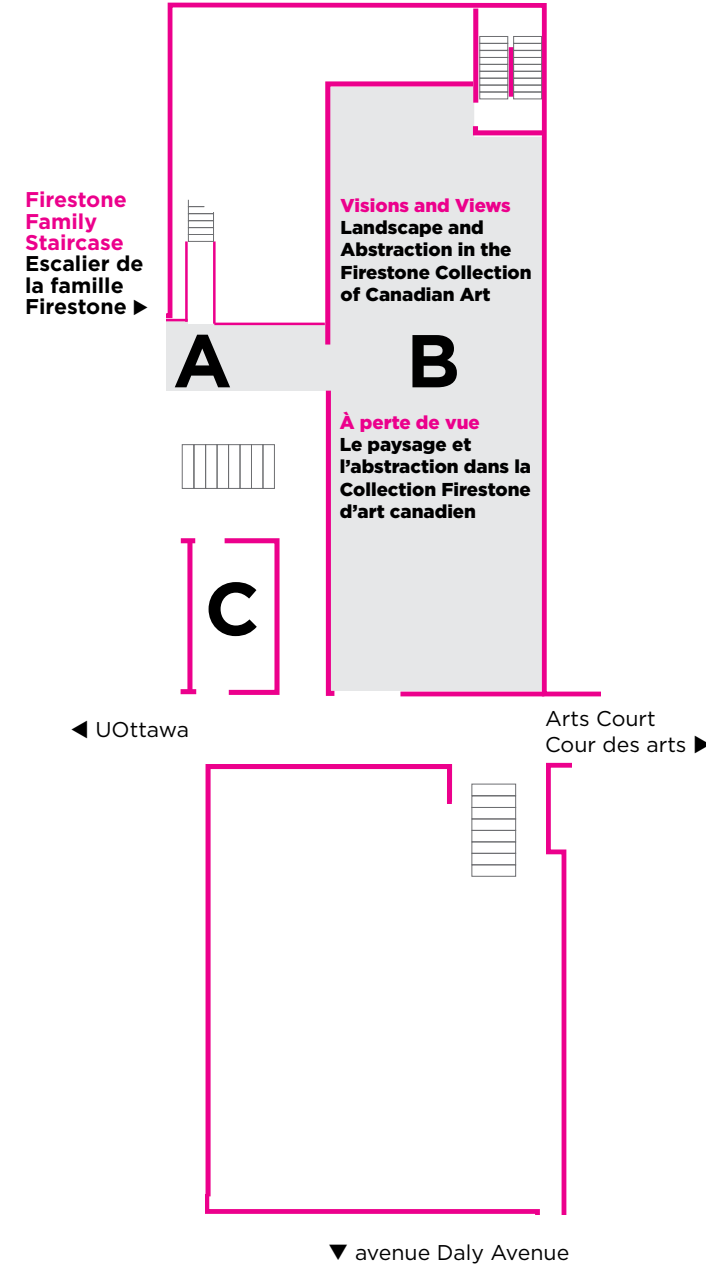 Firestone
Family
Staircase
Escalier de
la famille
Firestone ▶
Visions and Views
Landscape and
Abstraction in the
Firestone Collection
of Canadian Art
A
B
À perte de vue
Le paysage et
l'abstraction dans la
Collection Firestone
d'art canadien
C
◀ UOttawa
Arts Court
Cour des arts ▶
▼ avenue Daly Avenue